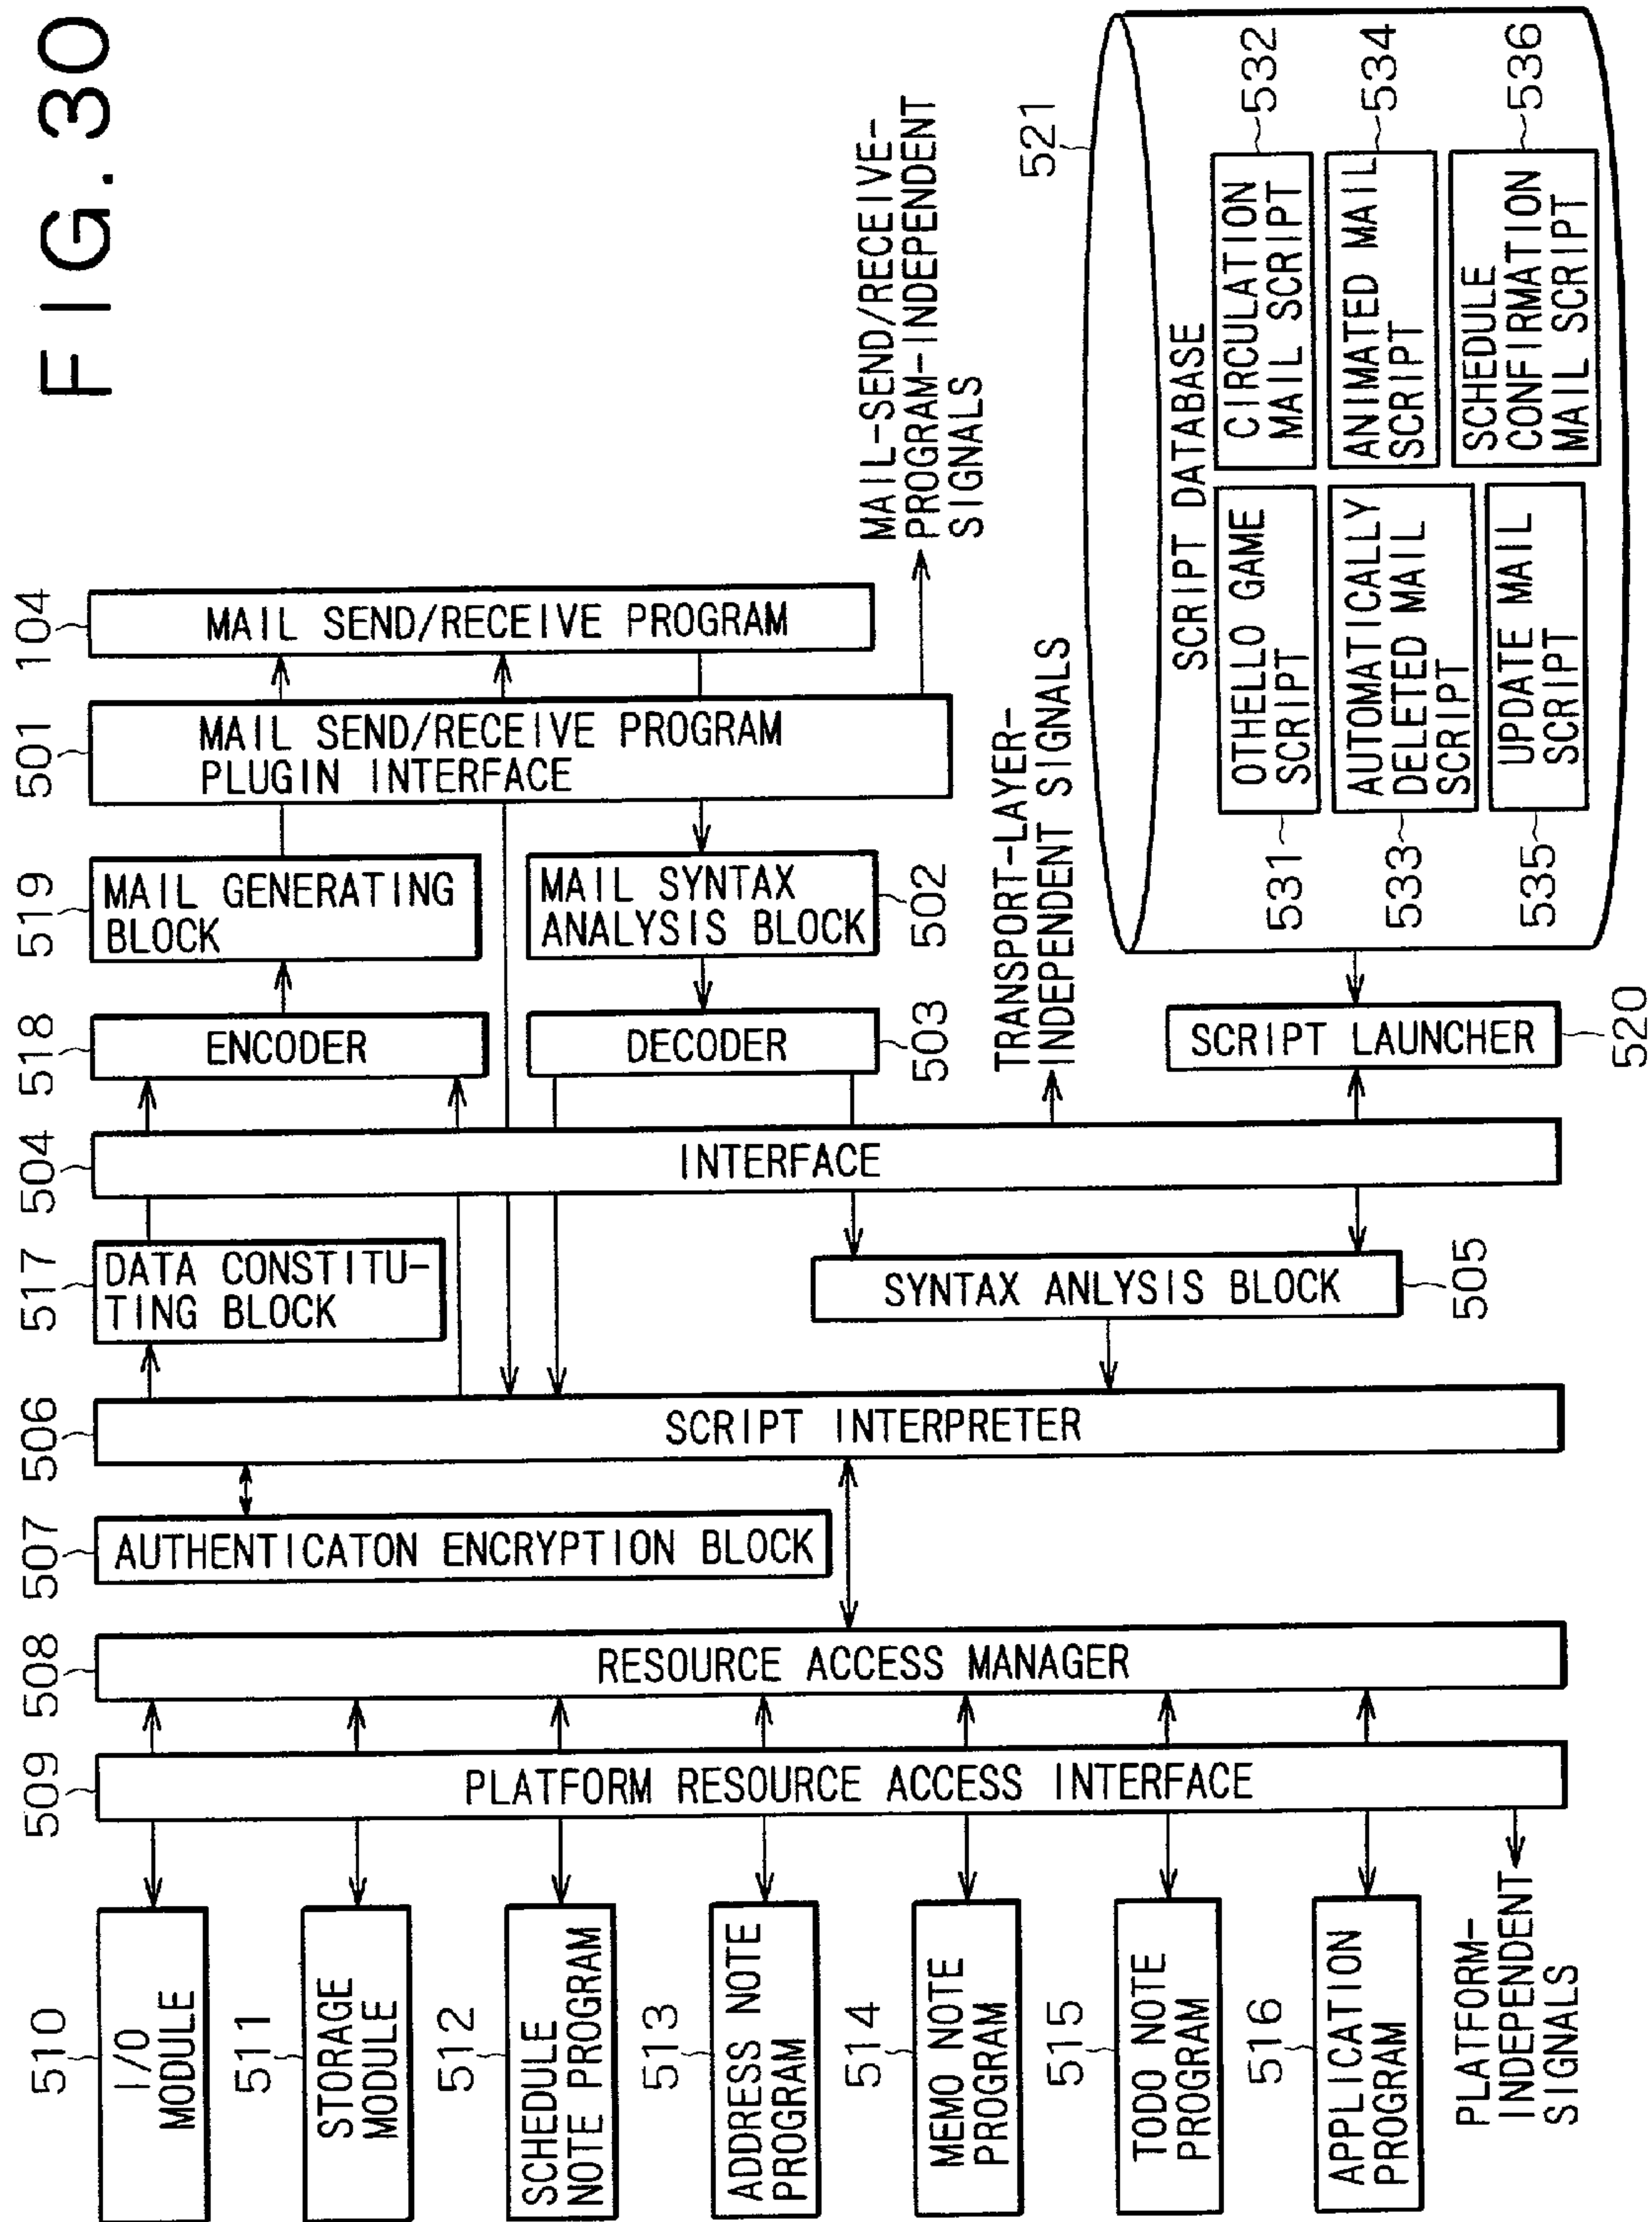 FIG. 30
510
I/O
MODULE
511
STORAGE
MODULE
512
SCHEDULE
NOTE PROGRAM
513
ADDRESS NOTE
PROGRAM
514
MEMO NOTE
PROGRAM
515
TODO NOTE
PROGRAM
516
APPLICATION
PROGRAM
PLATFORM-
INDEPENDENT
SIGNALS
509
PLATFORM RESOURCE ACCESS INTERFACE
508
RESOURCE ACCESS MANAGER
507
AUTHENTICATON ENCRYPTION BLOCK
506
SCRIPT INTERPRETER
517
DATA CONSTITU-
TING BLOCK
SYNTAX ANLYSIS BLOCK
505
504
INTERFACE
TRANSPORT-LAYER-
INDEPENDENT SIGNALS
518
ENCODER
DECODER
503
SCRIPT LAUNCHER
520
519
MAIL GENERATING
BLOCK
MAIL SYNTAX
ANALYSIS BLOCK
502
501
MAIL SEND/RECEIVE PROGRAM
PLUGIN INTERFACE
104
MAIL SEND/RECEIVE PROGRAM
MAIL-SEND/RECEIVE-
PROGRAM-INDEPENDENT
SIGNALS
521
SCRIPT DATABASE
531
OTHELLO GAME
SCRIPT
CIRCULATION
MAIL SCRIPT
532
533
AUTOMATICALLY
DELETED MAIL
SCRIPT
ANIMATED MAIL
SCRIPT
534
535
UPDATE MAIL
SCRIPT
SCHEDULE
CONFIRMATION
MAIL SCRIPT
536